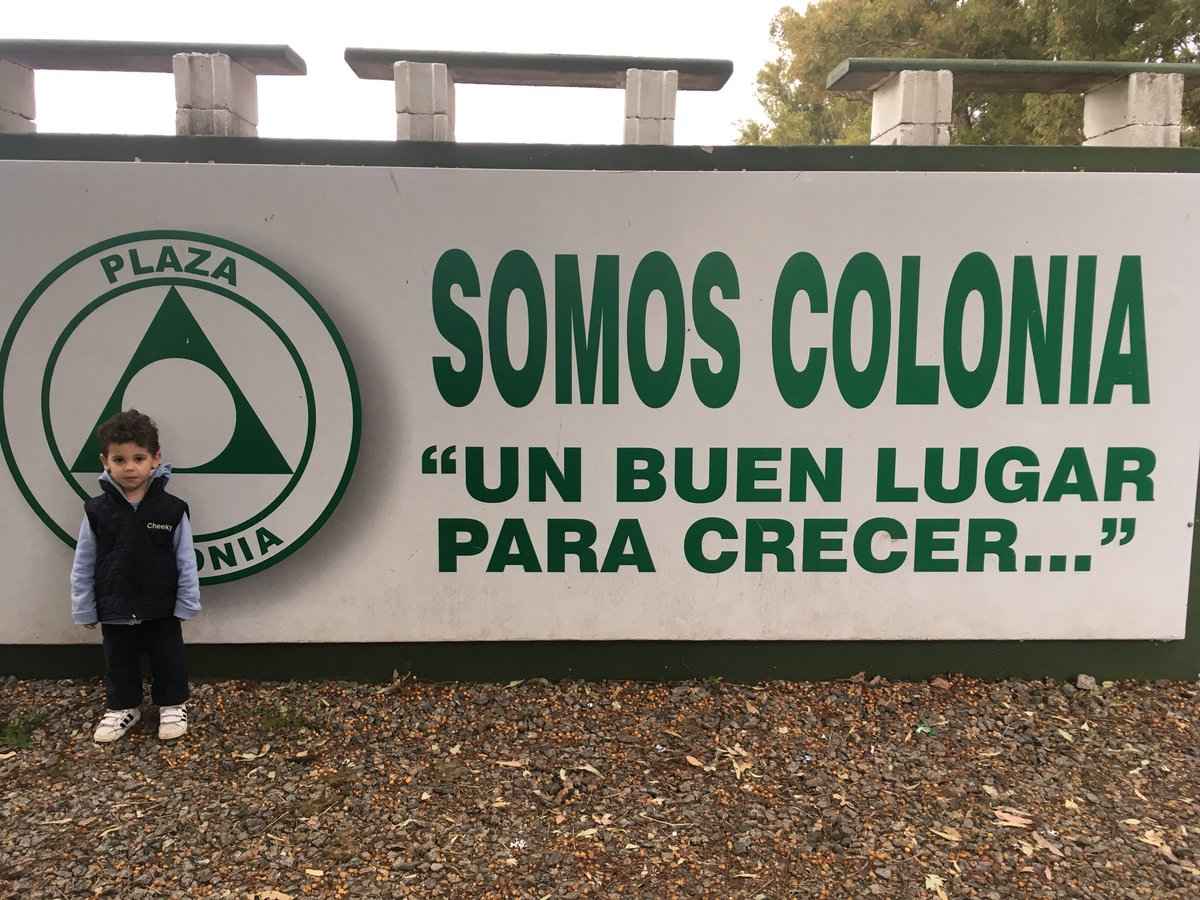 PLAZA
SOMOS COLONIA
"UN BUEN LUGAR
PARA CRECER..."
Cheeky